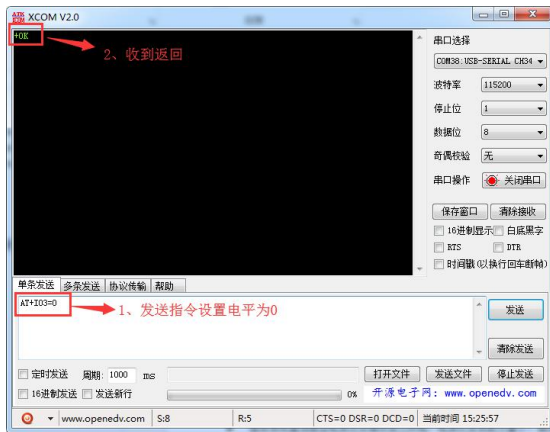 XCOM V2.0
+OK
2、收到返回
串口选择
COM38:USB-SERIAL CH34
波特率 115200
停止位 1
数据位 8
奇偶校验 无
串口操作 关闭串口
保存窗口 清除接收
16进制显示 白底黑字
RTS DTR
时间戳(以换行回车断帧)
单条发送 多条发送 协议传输 帮助
AT+IO3=0
1、发送指令设置电平为0
发送
清除发送
定时发送 周期: 1000 ms 打开文件 发送文件 停止发送
16进制发送 发送新行 0% 开源电子网：www.openedv.com
www.openedv.com S:8 R:5 CTS=0 DSR=0 DCD=0 当前时间 15:25:57